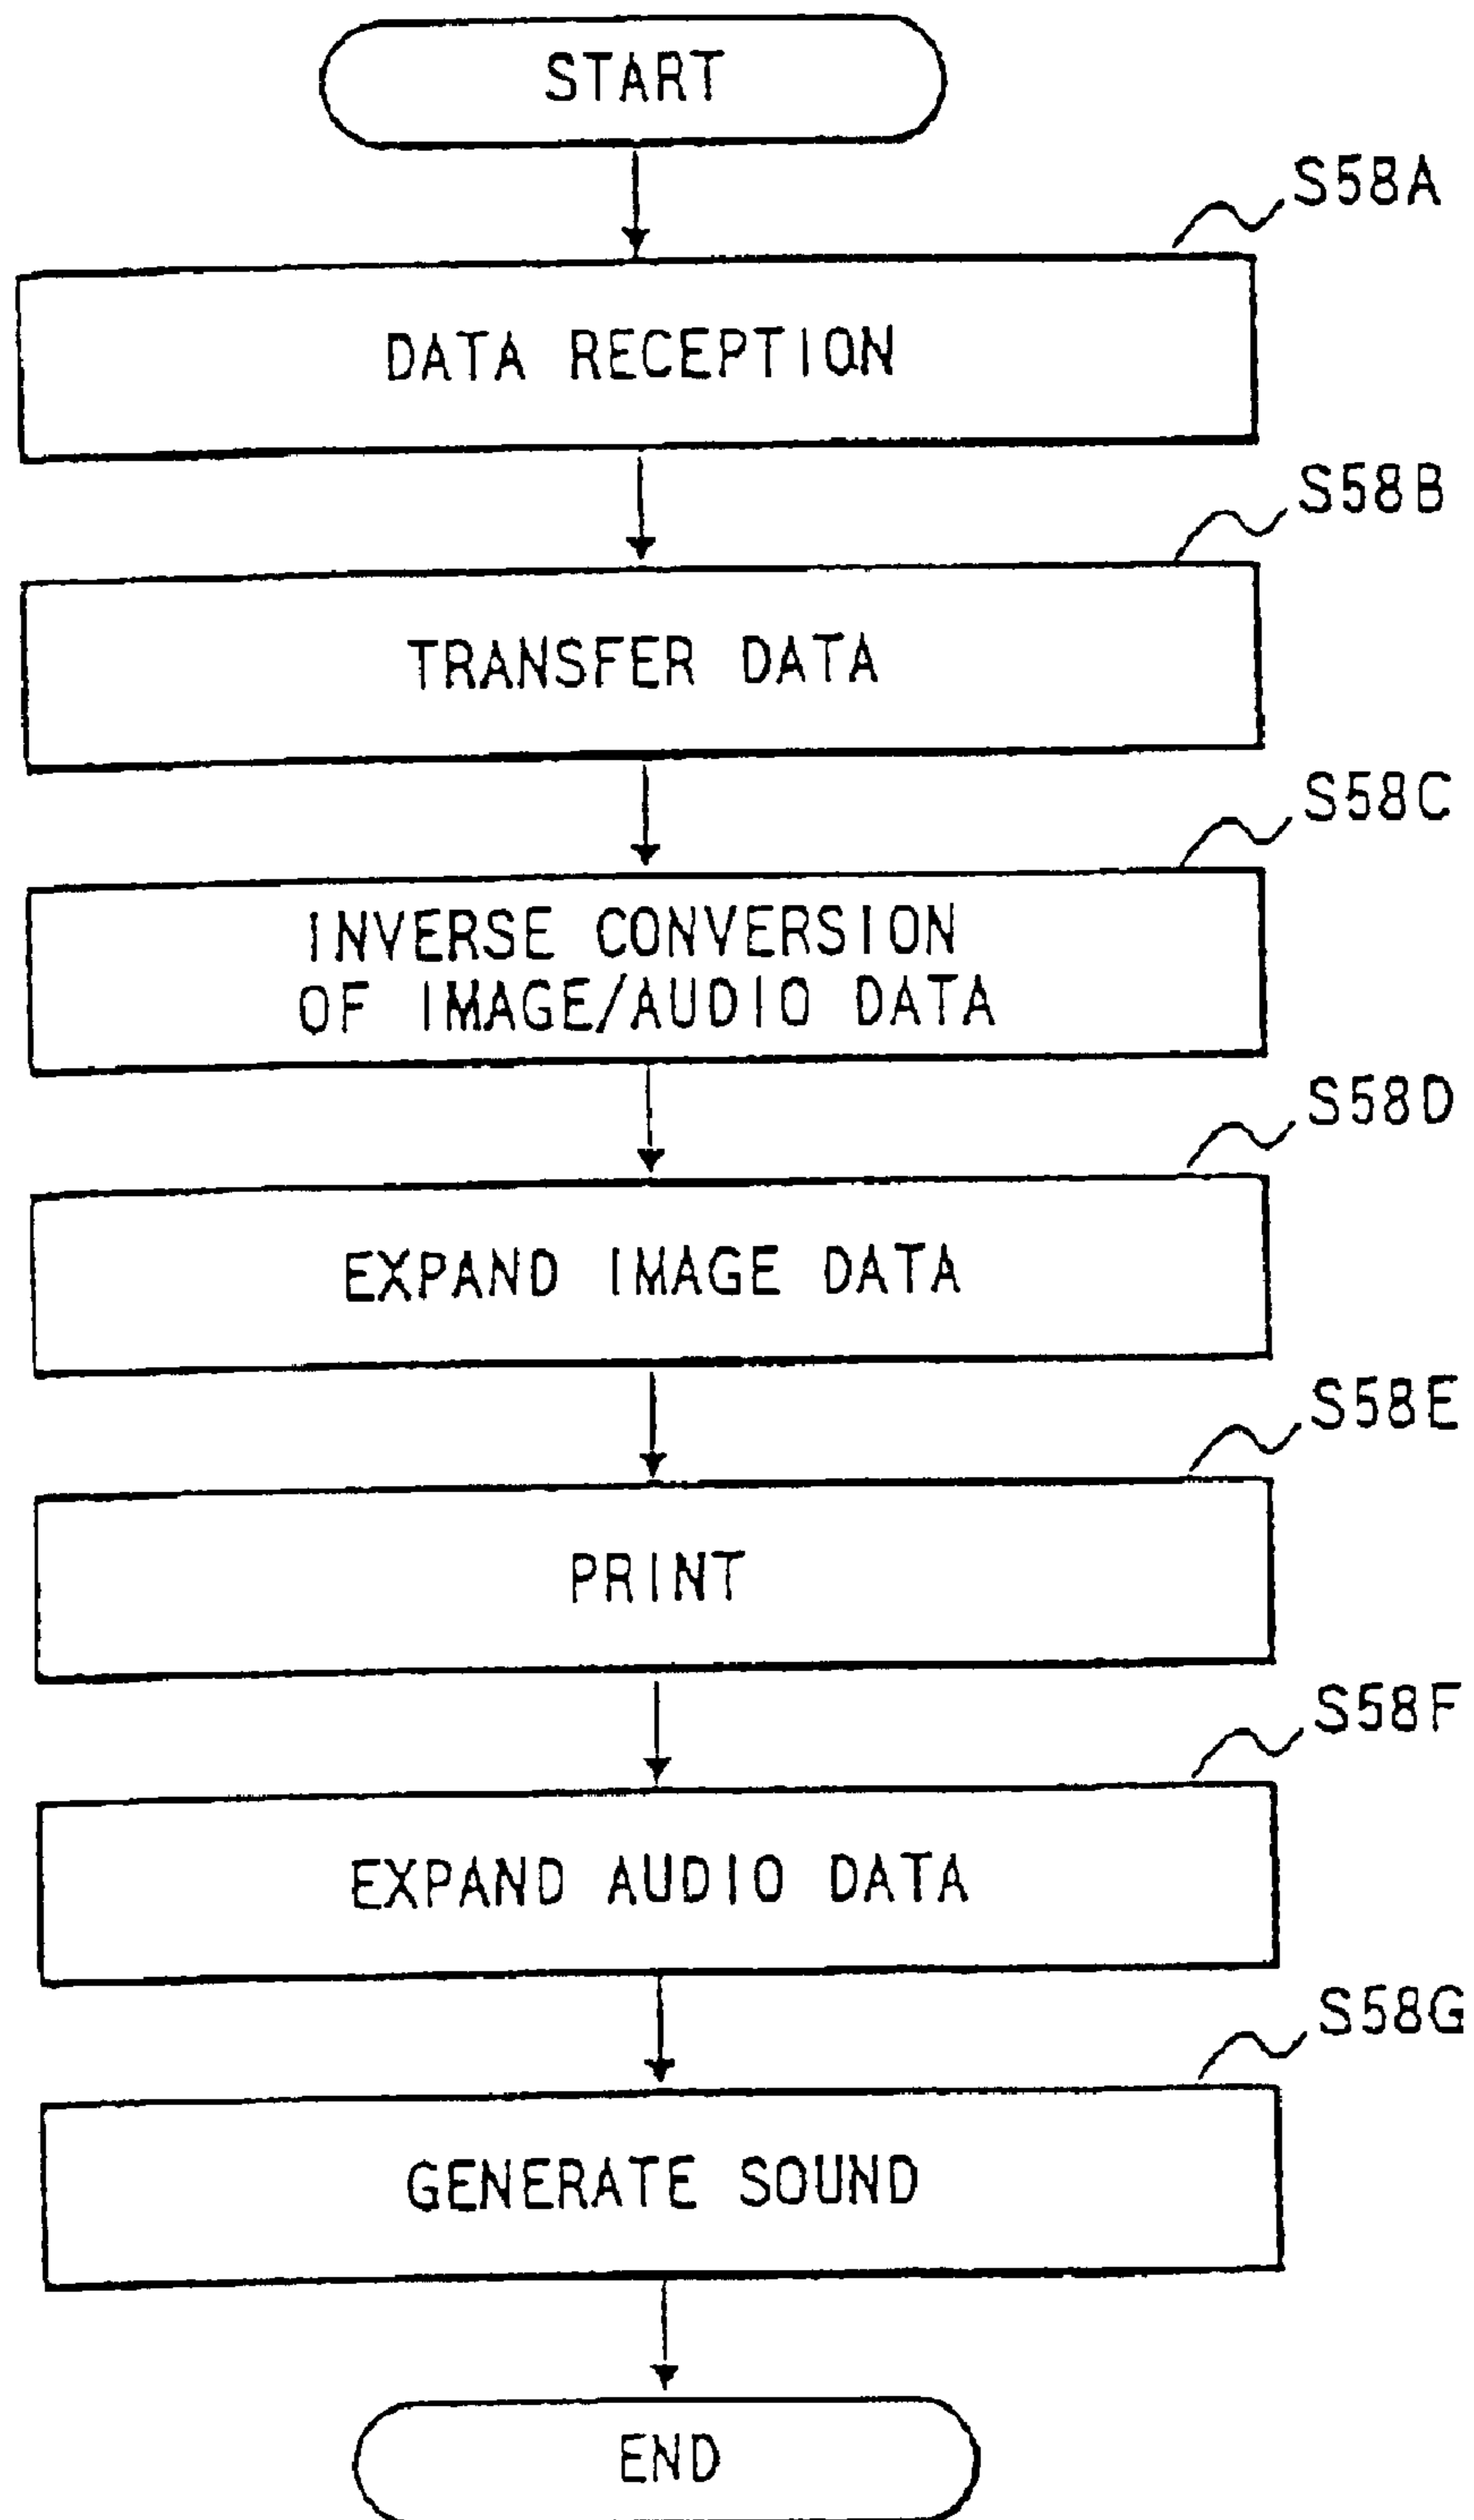 START
S58A
DATA RECEPTION
S58B
TRANSFER DATA
S58C
INVERSE CONVERSION
OF IMAGE/AUDIO DATA
S58D
EXPAND IMAGE DATA
S58E
PRINT
S58F
EXPAND AUDIO DATA
S58G
GENERATE SOUND
END